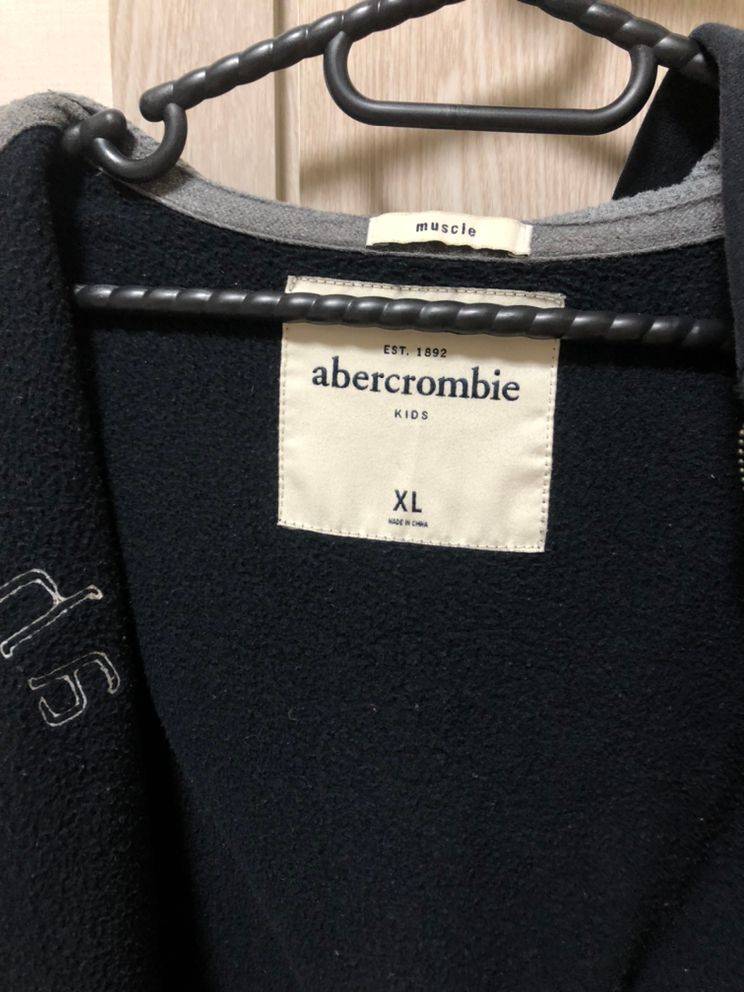 muscle
EST. 1892
abercrombie
KIDS
XL
MADE IN CHINA